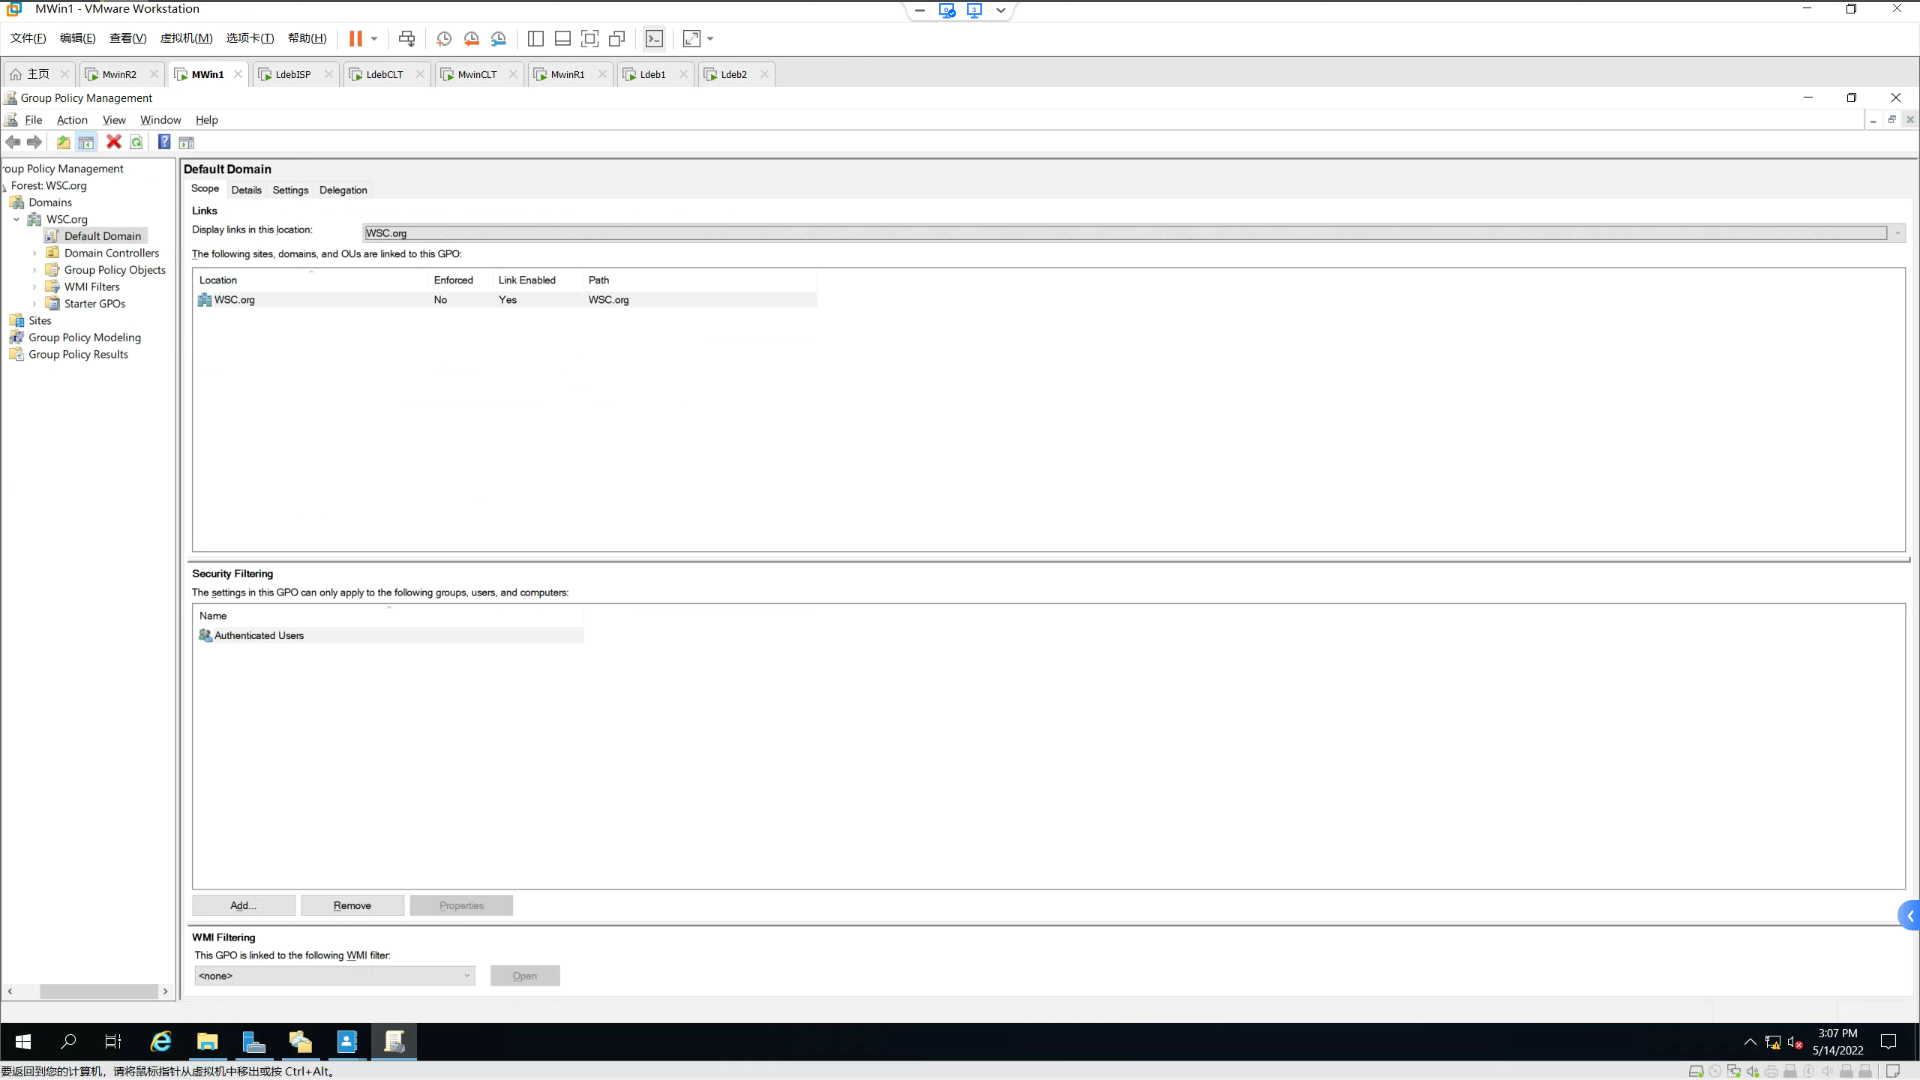 MWin1 - VMware Workstation
文件(F) 编辑(E) 查看(V) 虚拟机(M) 选项卡(T) 帮助(H)
主页 MwinR2 MWin1 LdebISP LdebCLT MwinCLT MwinR1 Ldeb1 Ldeb2
Group Policy Management
File Action View Window Help
roup Policy Management
Forest: WSC.org
Domains
WSC.org
Default Domain
Domain Controllers
Group Policy Objects
WMI Filters
Starter GPOs
Sites
Group Policy Modeling
Group Policy Results
Default Domain
Scope Details Settings Delegation
Links
Display links in this location: WSC.org
The following sites, domains, and OUs are linked to this GPO:
Location Enforced Link Enabled Path
WSC.org No Yes WSC.org
Security Filtering
The settings in this GPO can only apply to the following groups, users, and computers:
Name
Authenticated Users
Add... Remove Properties
WMI Filtering
This GPO is linked to the following WMI filter:
<none> Open
3:07 PM
5/14/2022
要返回到您的计算机，请将鼠标指针从虚拟机中移出或按 Ctrl+Alt。